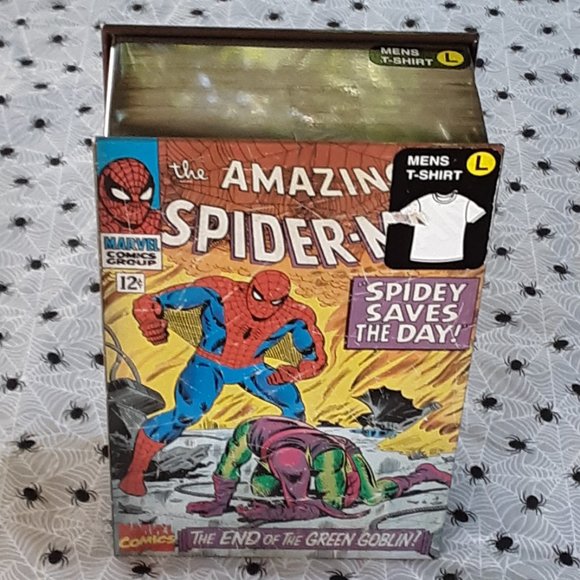 MENS L
T-SHIRT
MENS L
T-SHIRT
the AMAZING
SPIDER-M
MARVEL
COMICS
GROUP
12¢
"SPIDEY
SAVES
THE DAY!"
MARVEL
COMICS
THE END OF THE GREEN GOBLIN!